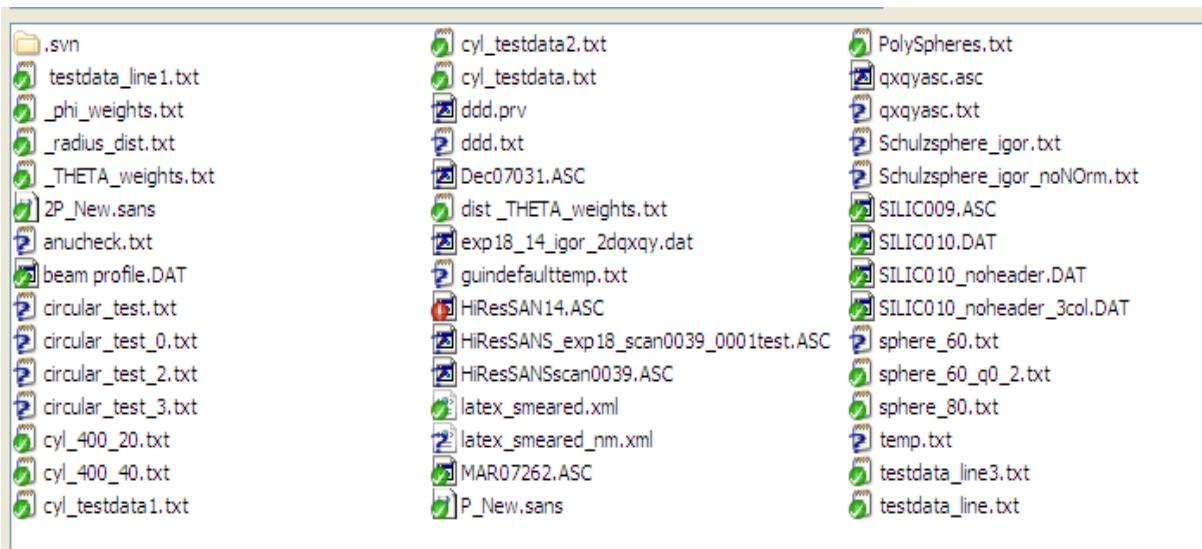 .svn
testdata_line1.txt
_phi_weights.txt
_radius_dist.txt
_THETA_weights.txt
2P_New.sans
anucheck.txt
beam profile.DAT
circular_test.txt
circular_test_0.txt
circular_test_2.txt
circular_test_3.txt
cyl_400_20.txt
cyl_400_40.txt
cyl_testdata1.txt
cyl_testdata2.txt
cyl_testdata.txt
ddd.prv
ddd.txt
Dec07031.ASC
dist _THETA_weights.txt
exp18_14_igor_2dqxqy.dat
guindefaulttemp.txt
HiResSAN14.ASC
HiResSANS_exp18_scan0039_0001test.ASC
HiResSANSscan0039.ASC
latex_smeared.xml
latex_smeared_nm.xml
MAR07262.ASC
P_New.sans
PolySpheres.txt
qxqyasc.asc
qxqyasc.txt
Schulzsphere_igor.txt
Schulzsphere_igor_noNOrm.txt
SILIC009.ASC
SILIC010.DAT
SILIC010_noheader.DAT
SILIC010_noheader_3col.DAT
sphere_60.txt
sphere_60_q0_2.txt
sphere_80.txt
temp.txt
testdata_line3.txt
testdata_line.txt